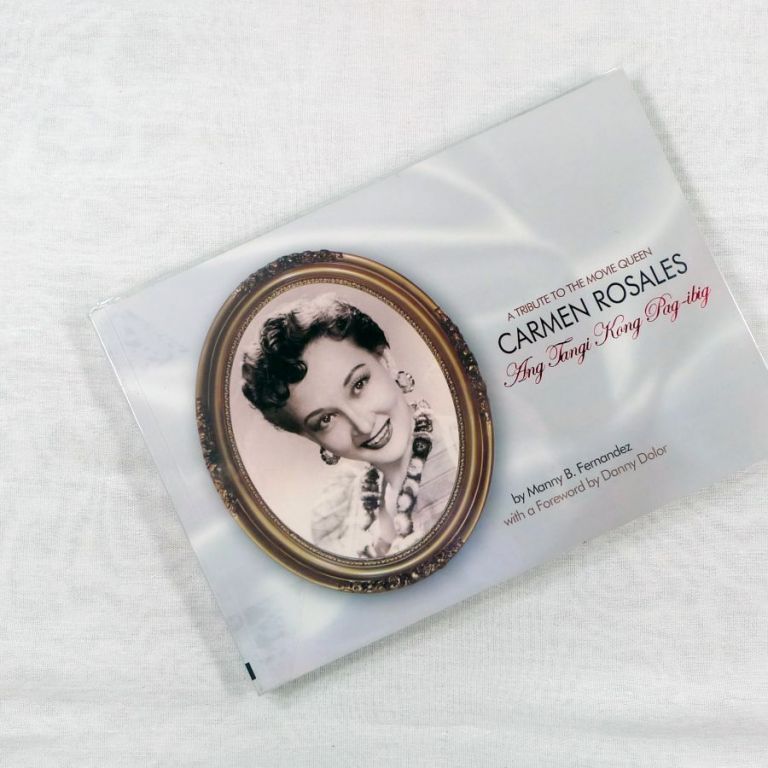 A TRIBUTE TO THE MOVIE QUEEN
CARMEN ROSALES
Ang Tangi Kong Pag-ibig
by Manny B. Fernandez
with a Foreword by Danny Dolor